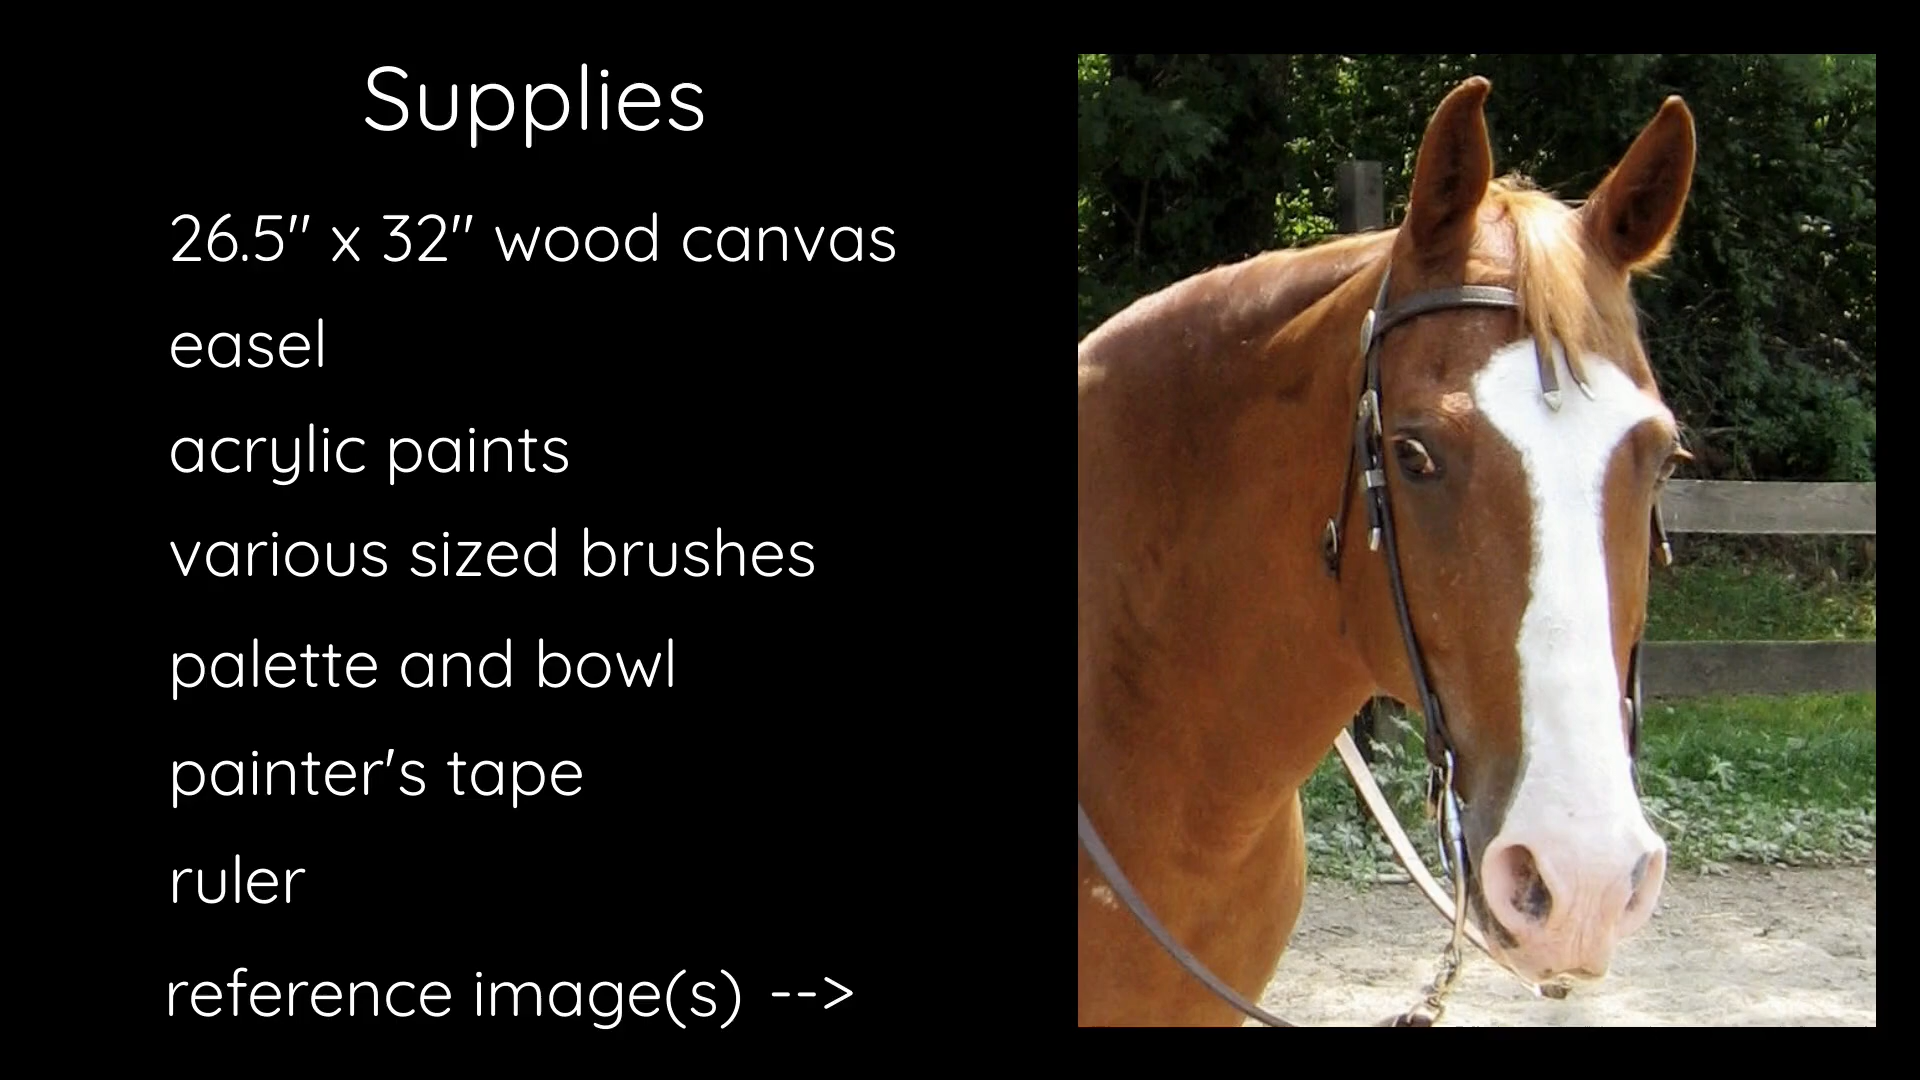 Supplies
26.5" x 32" wood canvas
easel
acrylic paints
various sized brushes
palette and bowl
painter's tape
ruler
reference image(s) -->